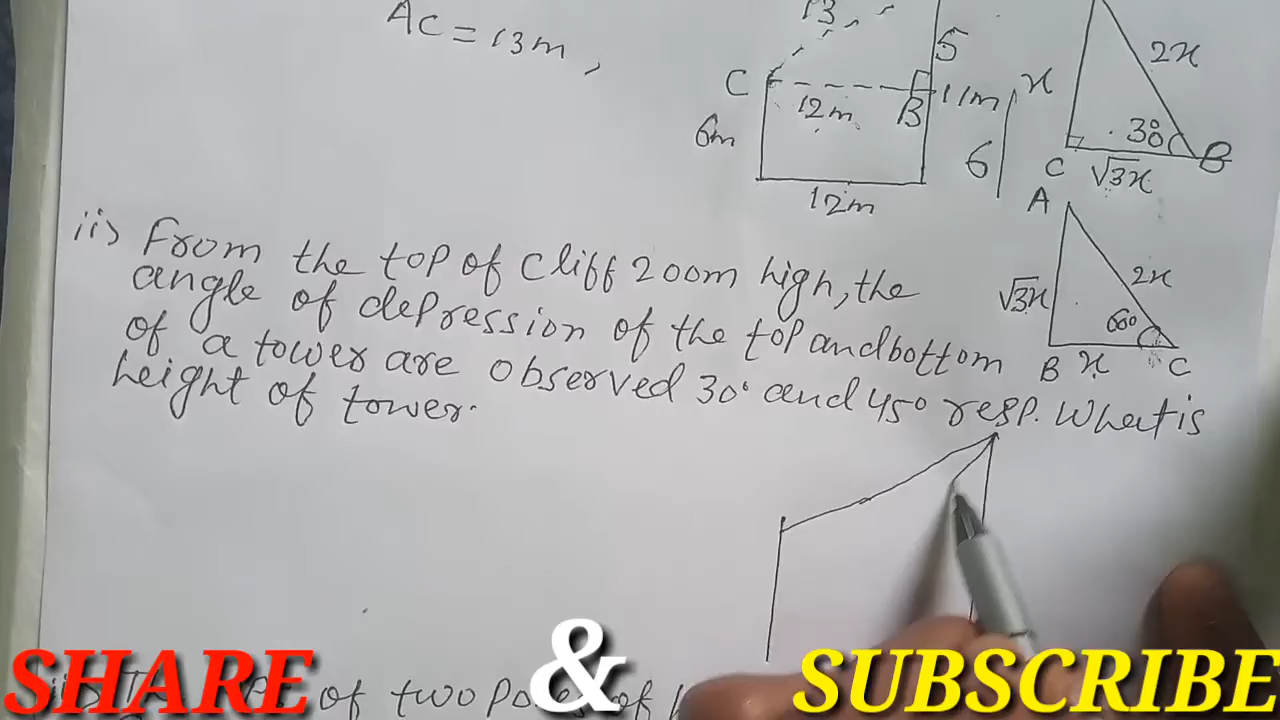 AC = 13m,
13
5
C
12m
B
11m
6m
6
12m
x
2x
30°
C
√3x
B
A
√3x
2x
60°
B
x
C
ii) From the top of cliff 200m high, the
angle of depression of the top and bottom
of a tower are observed 30° and 45° resp. What is
height of tower.
of two poles of
SHARE & SUBSCRIBE